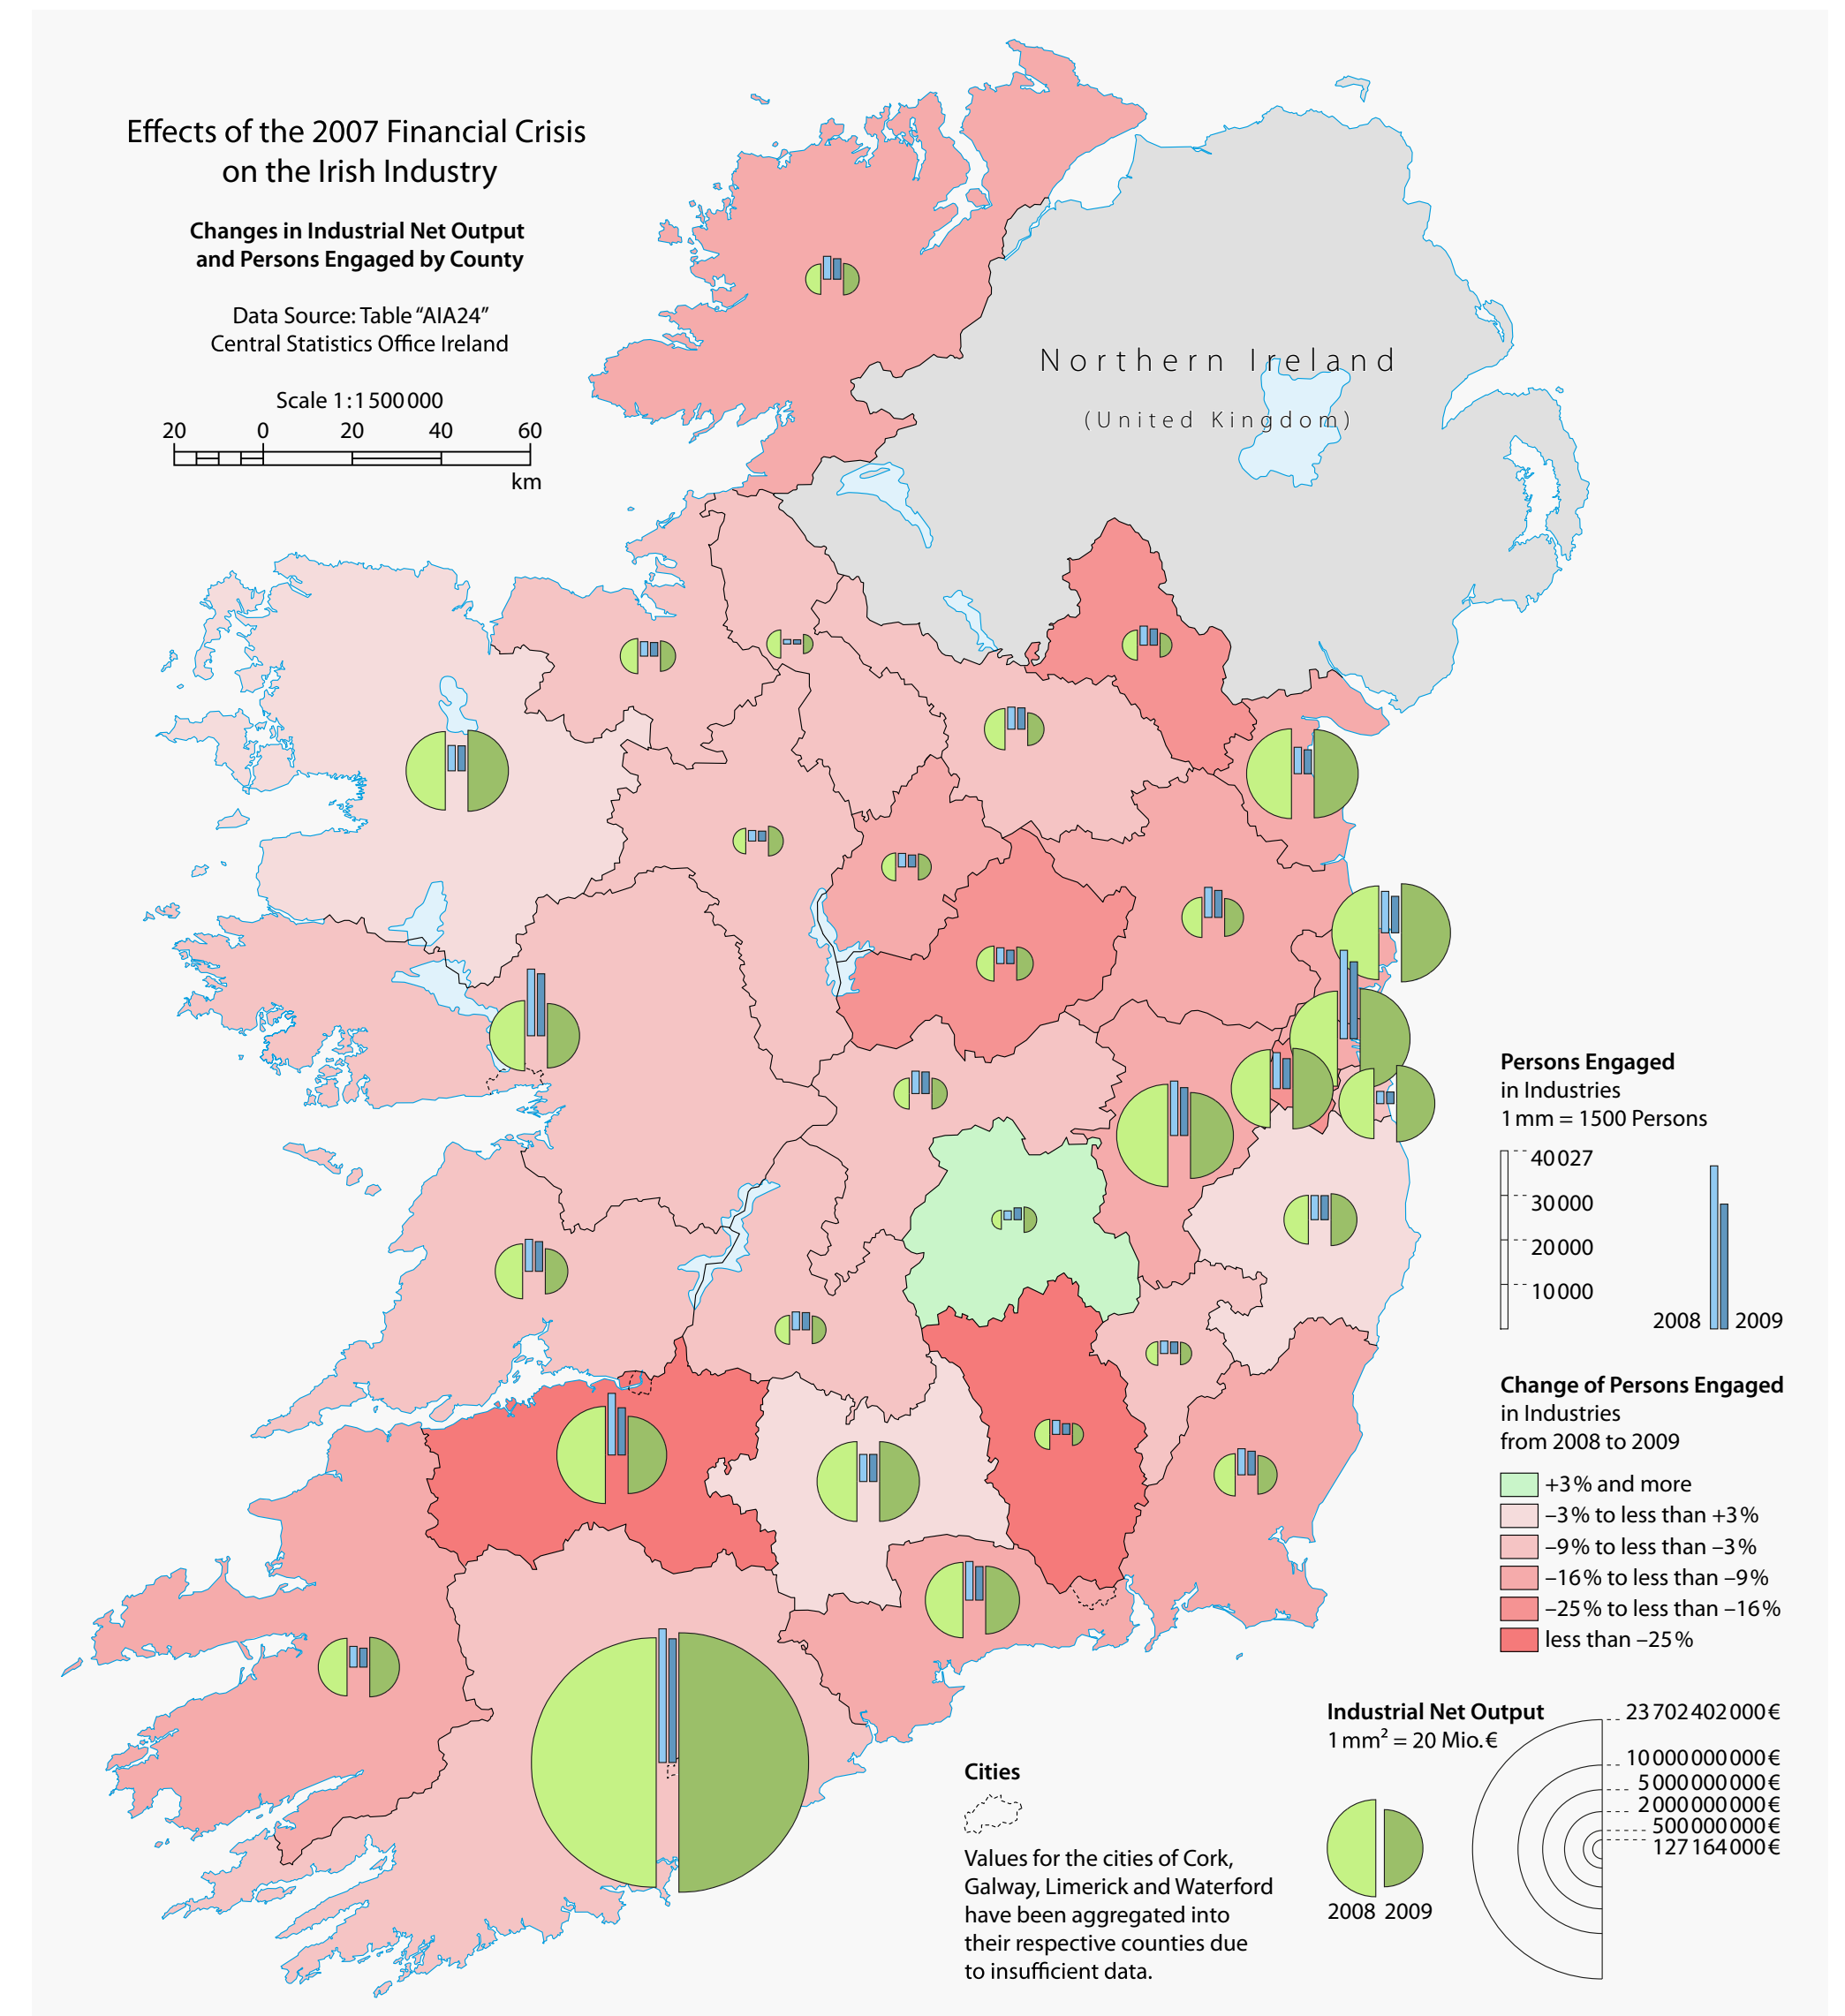 Effects of the 2007 Financial Crisis
on the Irish Industry
Changes in Industrial Net Output
and Persons Engaged by County
Data Source: Table “AIA24”
Central Statistics Office Ireland
Scale 1:1 500 000
20 0 20 40 60
km
Northern Ireland
(United Kingdom)
Persons Engaged
in Industries
1 mm = 1500 Persons
40 027
30 000
20 000
10 000
2008 2009
Change of Persons Engaged
in Industries
from 2008 to 2009
+3 % and more
–3 % to less than +3 %
–9 % to less than –3 %
–16 % to less than –9 %
–25 % to less than –16 %
less than –25 %
Industrial Net Output
1 mm² = 20 Mio. €
23 702 402 000 €
10 000 000 000 €
5 000 000 000 €
2 000 000 000 €
500 000 000 €
127 164 000 €
2008 2009
Cities
Values for the cities of Cork,
Galway, Limerick and Waterford
have been aggregated into
their respective counties due
to insufficient data.